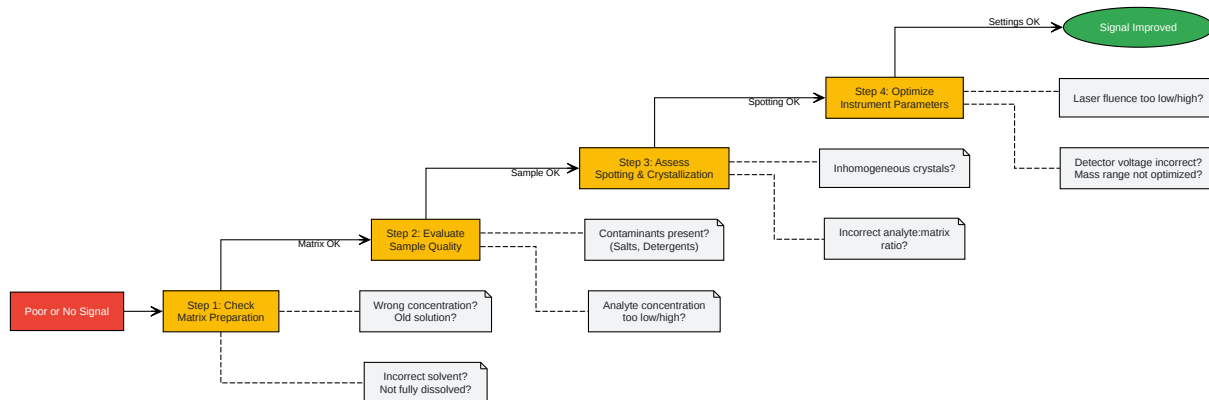 Settings OK
Signal Improved
Step 4: Optimize
Instrument Parameters
Laser fluence too low/high?
Spotting OK
Step 3: Assess
Spotting & Crystallization
Inhomogeneous crystals?
Detector voltage incorrect?
Mass range not optimized?
Sample OK
Step 2: Evaluate
Sample Quality
Contaminants present?
(Salts, Detergents)
Incorrect analyte:matrix
ratio?
Matrix OK
Poor or No Signal
Step 1: Check
Matrix Preparation
Wrong concentration?
Old solution?
Analyte concentration
too low/high?
Incorrect solvent?
Not fully dissolved?